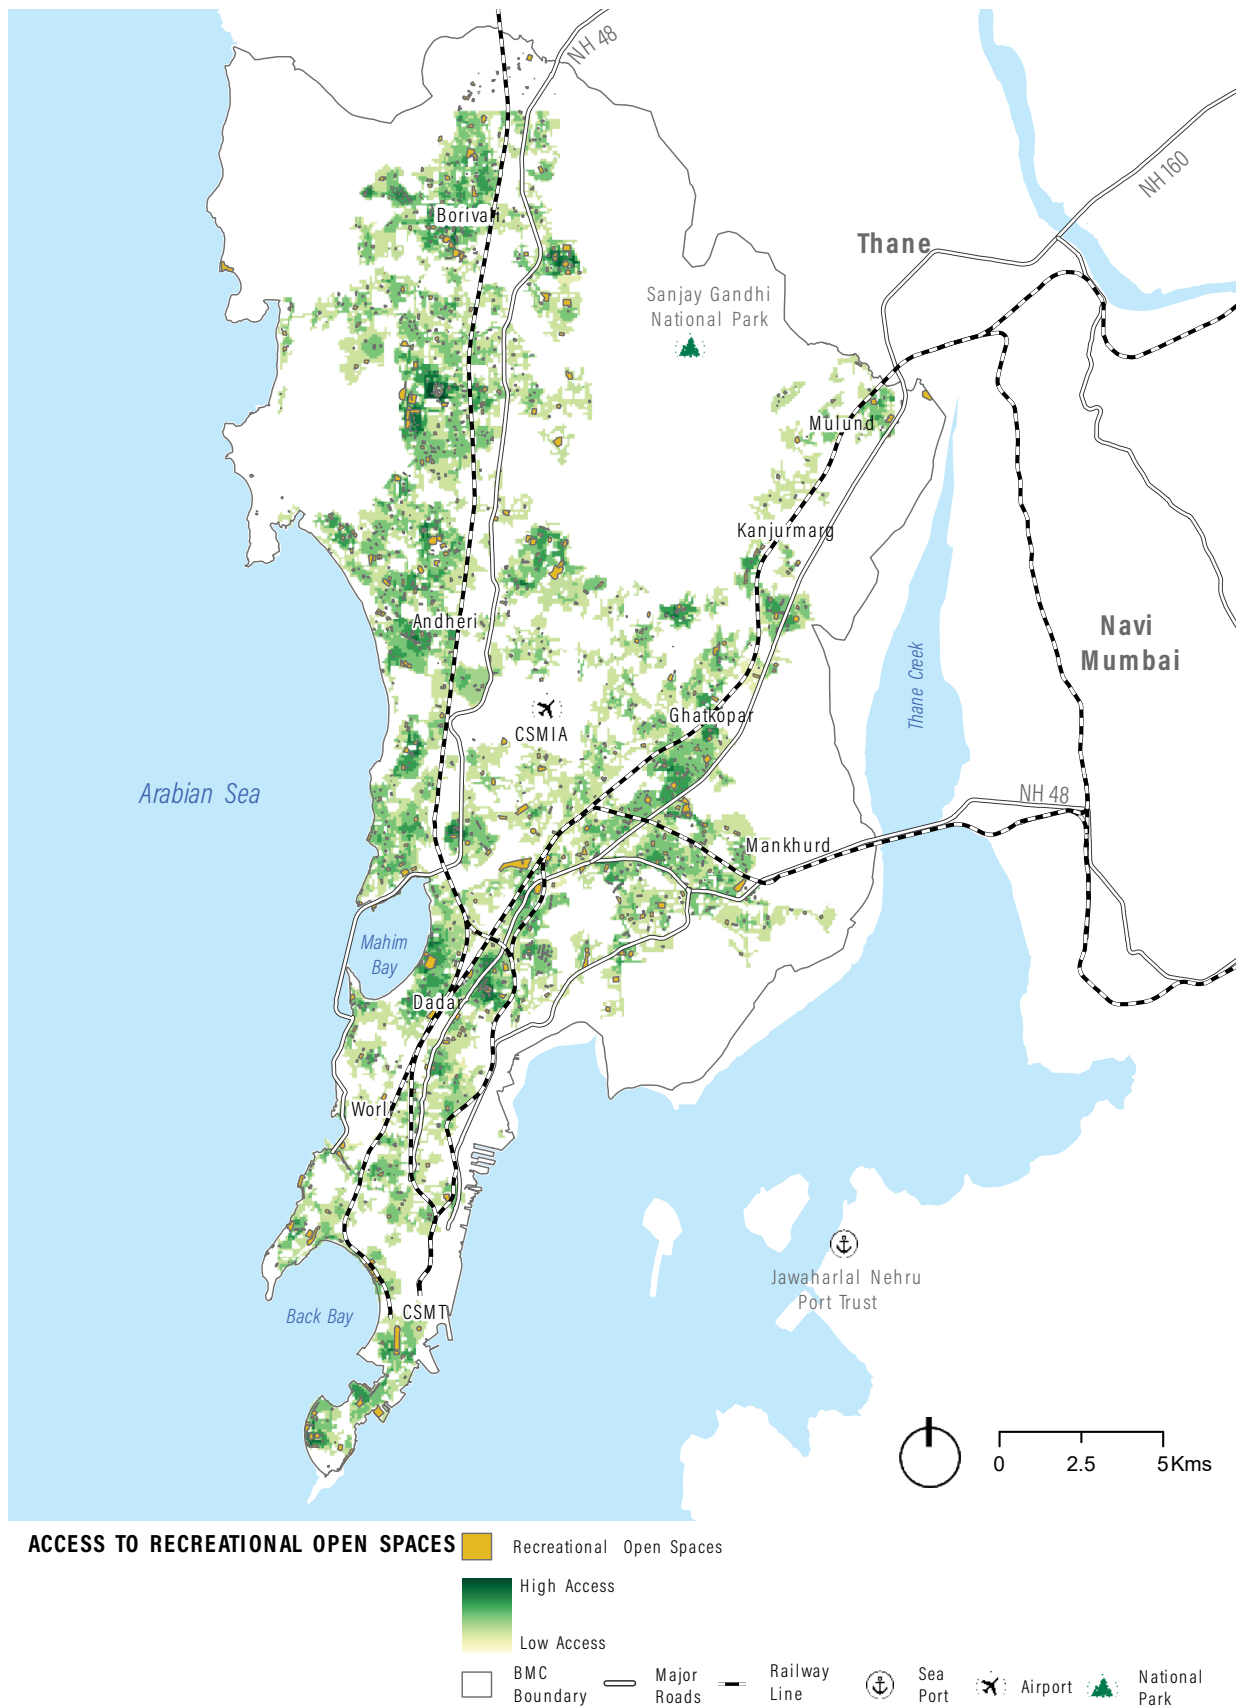 NH 48
NH 160
Borivali
Thane
Sanjay Gandhi
National Park
Mulund
Kanjurmarg
Andheri
Navi
Mumbai
Thane Creek
Ghatkopar
CSMIA
Arabian Sea
NH 48
Mankhurd
Mahim
Bay
Dadar
Worli
Jawaharlal Nehru
Port Trust
Back Bay
CSMT
0 2.5 5Kms
ACCESS TO RECREATIONAL OPEN SPACES
Recreational Open Spaces
High Access
Low Access
BMC
Boundary
Major
Roads
Railway
Line
Sea
Port
Airport
National
Park